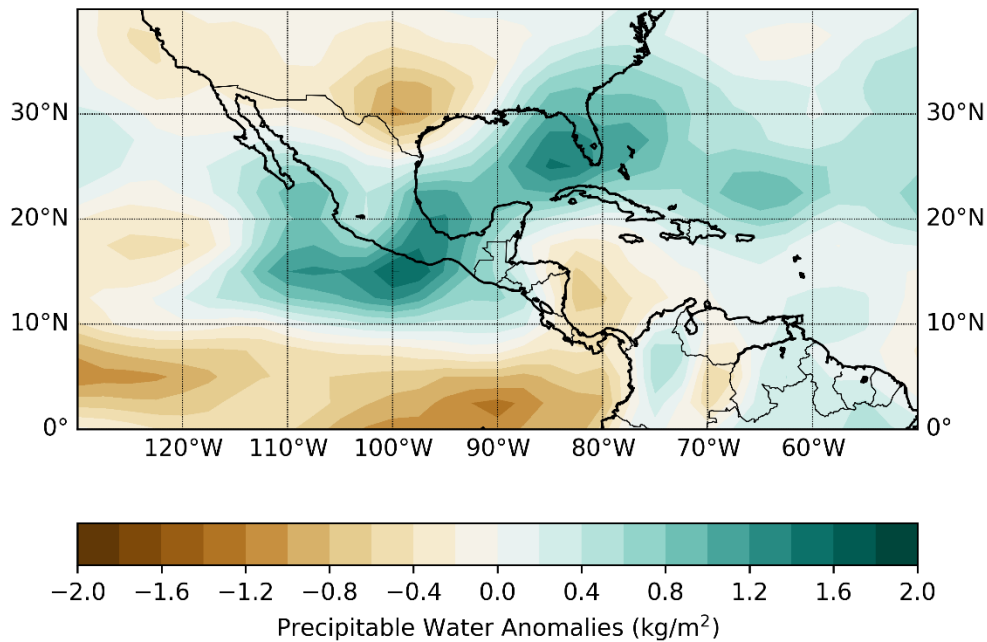 30°N 30°N
20°N 20°N
10°N 10°N
0° 0°
120°W 110°W 100°W 90°W 80°W 70°W 60°W
−2.0 −1.6 −1.2 −0.8 −0.4 0.0 0.4 0.8 1.2 1.6 2.0
Precipitable Water Anomalies (kg/m²)